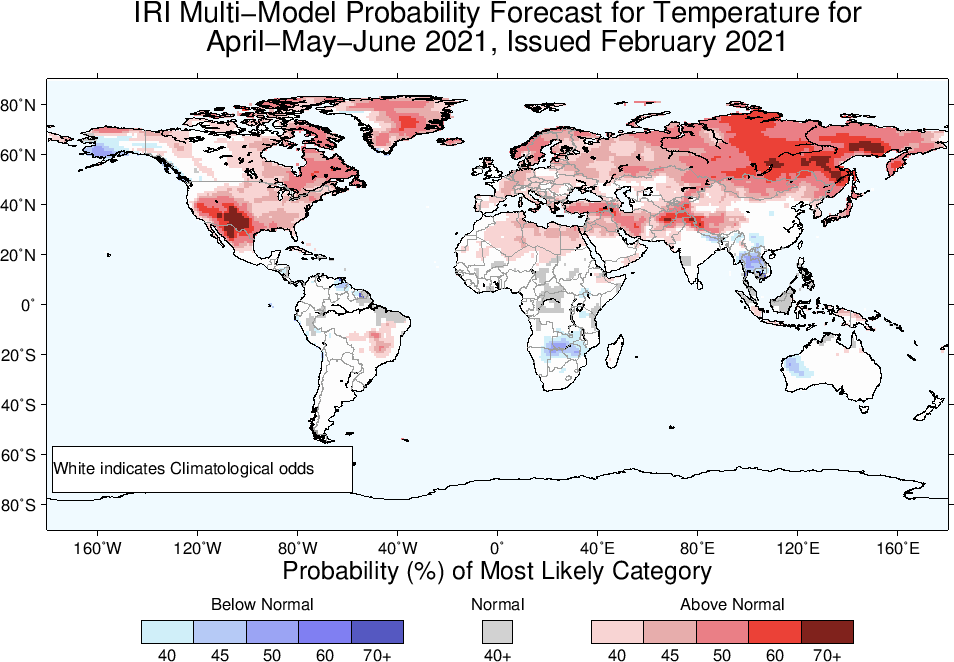 IRI Multi−Model Probability Forecast for Temperature for
April−May−June 2021, Issued February 2021
80˚N
60˚N
40˚N
20˚N
0˚
20˚S
40˚S
60˚S
80˚S
White indicates Climatological odds
160˚W 120˚W 80˚W 40˚W 0˚ 40˚E 80˚E 120˚E 160˚E
Probability (%) of Most Likely Category
Below Normal Normal Above Normal
40 45 50 60 70+ 40+ 40 45 50 60 70+